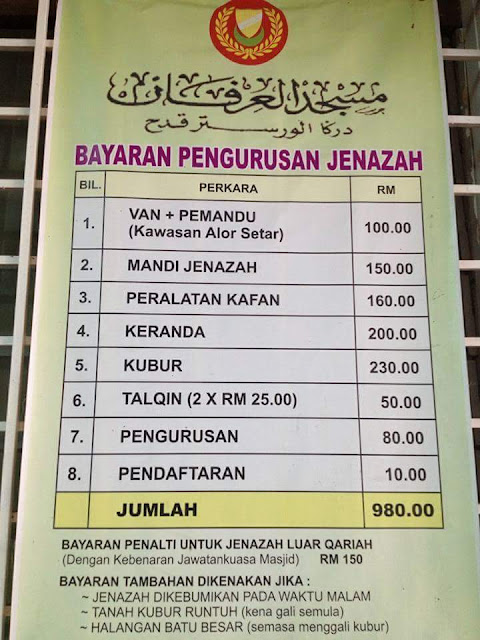 مسجد العرفان
درݢا الورستر قدح
BAYARAN PENGURUSAN JENAZAH
BIL. PERKARA RM
1. VAN + PEMANDU (Kawasan Alor Setar) 100.00
2. MANDI JENAZAH 150.00
3. PERALATAN KAFAN 160.00
4. KERANDA 200.00
5. KUBUR 230.00
6. TALQIN (2 X RM 25.00) 50.00
7. PENGURUSAN 80.00
8. PENDAFTARAN 10.00
JUMLAH 980.00
BAYARAN PENALTI UNTUK JENAZAH LUAR QARIAH
(Dengan Kebenaran Jawatankuasa Masjid) RM 150
BAYARAN TAMBAHAN DIKENAKAN JIKA :
~ JENAZAH DIKEBUMIKAN PADA WAKTU MALAM
~ TANAH KUBUR RUNTUH (kena gali semula)
~ HALANGAN BATU BESAR (semasa menggali kubur)